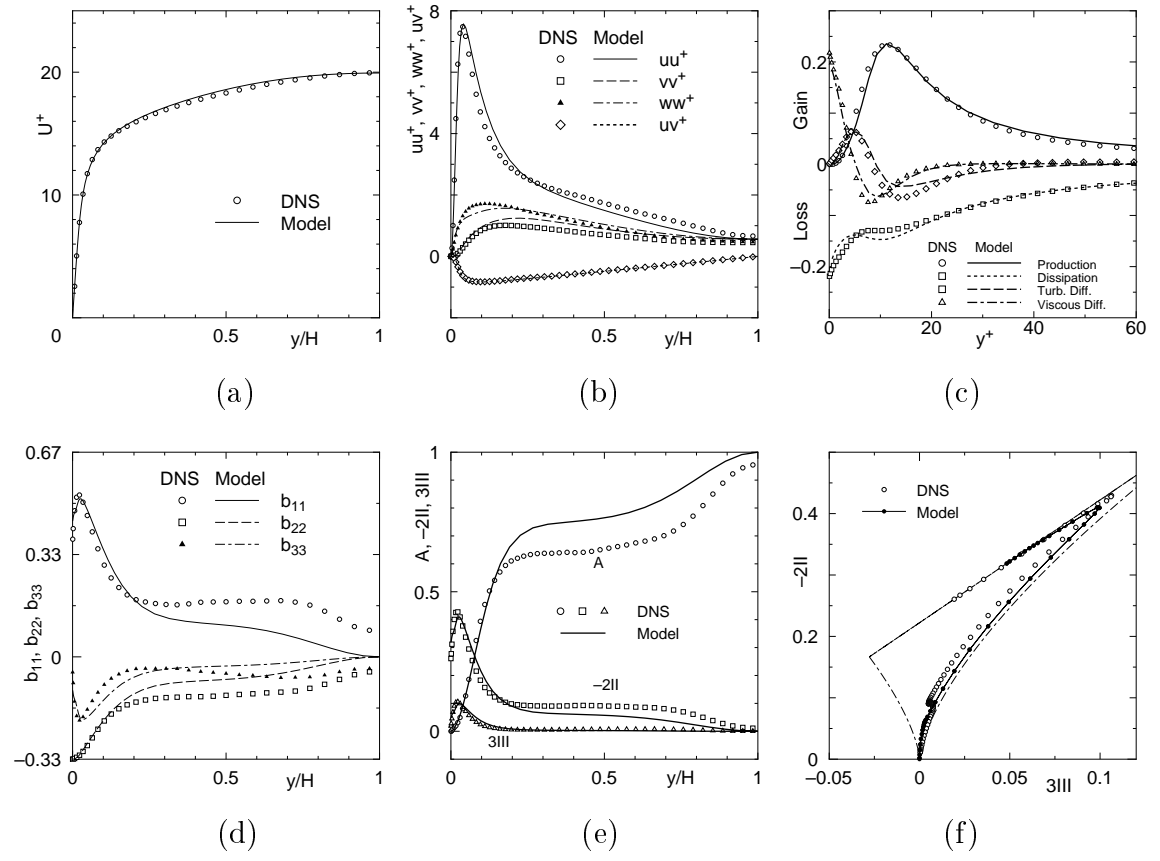 U+
20
10
0
0
0.5
1
y/H
DNS
Model
(a)
uu+, vv+, ww+, uv+
8
4
0
0
0.5
1
y/H
DNS Model
uu+
vv+
ww+
uv+
(b)
Gain
Loss
0.2
0
−0.2
0
20
40
60
y+
DNS Model
Production
Dissipation
Turb. Diff.
Viscous Diff.
(c)
b11, b22, b33
0.67
0.33
0
−0.33
0
0.5
1
y/H
DNS Model
b11
b22
b33
(d)
A, −2II, 3III
1
0.5
0
0
0.5
1
y/H
A
DNS
Model
−2II
3III
(e)
−2II
0.4
0.2
0
−0.05
0
0.05
0.1
3III
DNS
Model
(f)